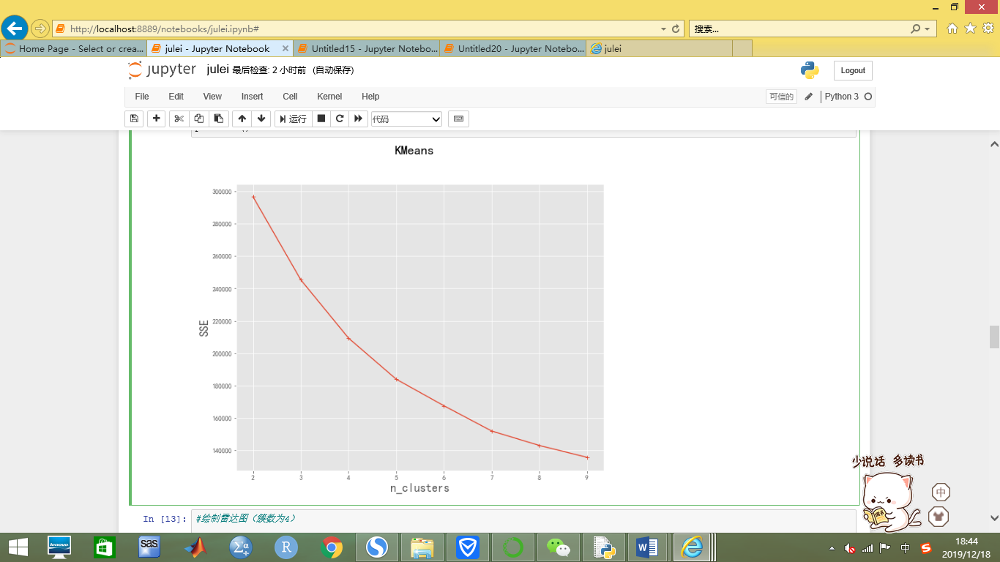 http://localhost:8889/notebooks/julei.ipynb#
搜索...
Home Page - Select or crea...
julei - Jupyter Notebook
Untitled15 - Jupyter Notebo...
Untitled20 - Jupyter Notebo...
julei
jupyter julei 最后检查: 2 小时前 (自动保存)
Logout
File Edit View Insert Cell Kernel Help
可信的 Python 3
运行 代码
KMeans
300000
280000
260000
240000
220000
200000
180000
160000
140000
SSE
2 3 4 5 6 7 8 9
n_clusters
少说话 多读书
中
In [13]: #绘制雷达图（簇数为4）
lenovo
sas
Σα
R
S
W
中
S
18:44
2019/12/18